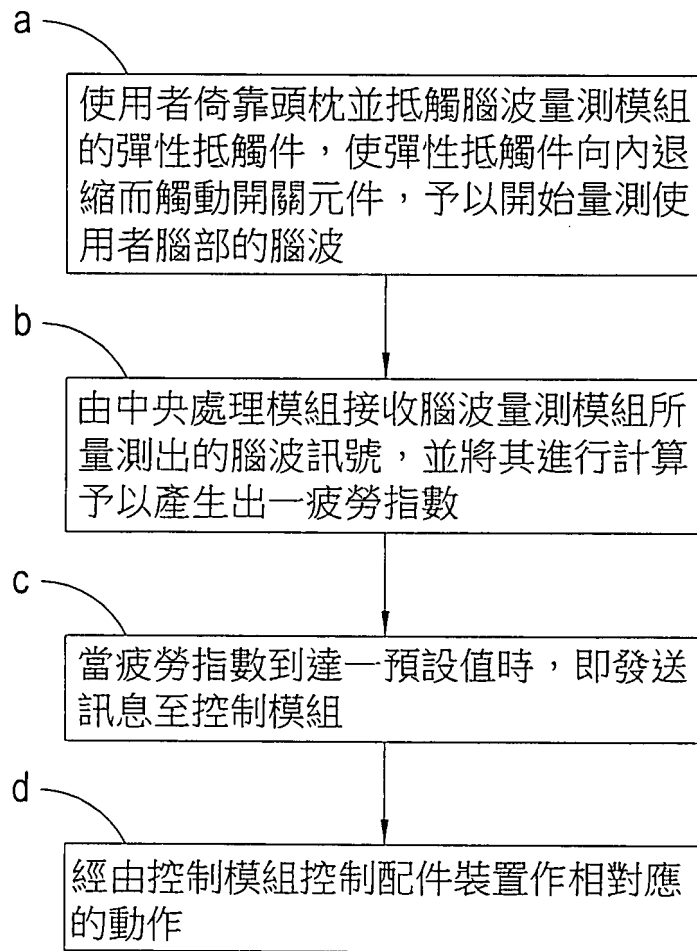 a
使用者倚靠頭枕並抵觸腦波量測模組
的彈性抵觸件，使彈性抵觸件向內退
縮而觸動開關元件，予以開始量測使
用者腦部的腦波
b
由中央處理模組接收腦波量測模組所
量測出的腦波訊號，並將其進行計算
予以產生出一疲勞指數
c
當疲勞指數到達一預設值時，即發送
訊息至控制模組
d
經由控制模組控制配件裝置作相對應
的動作